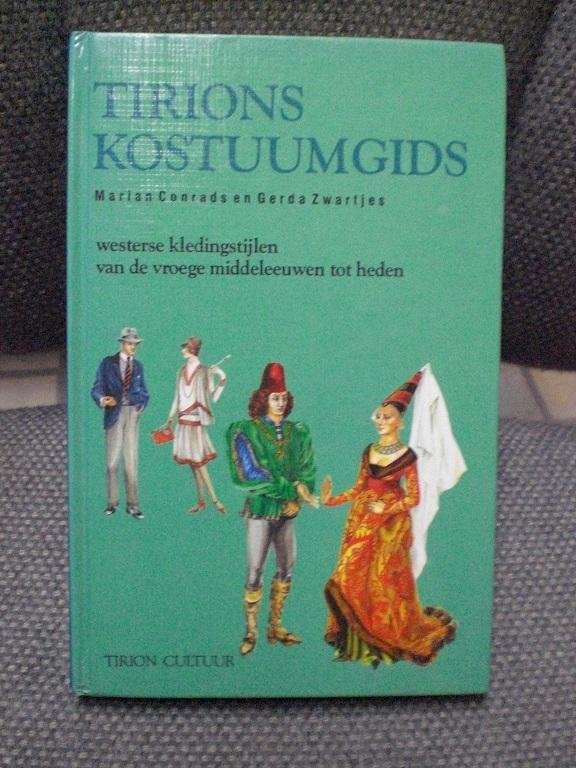 TIRIONS
KOSTUUMGIDS
Marian Conrads en Gerda Zwartjes
westerse kledingstijlen
van de vroege middeleeuwen tot heden
TIRION CULTUUR